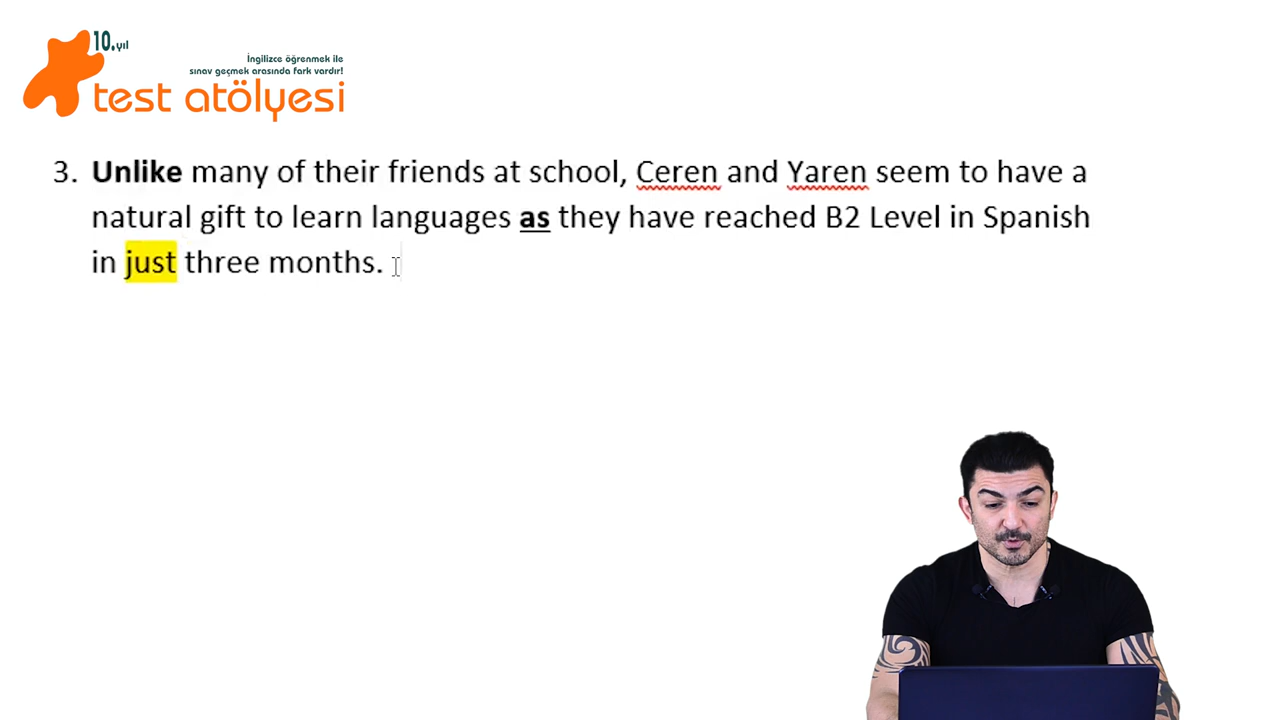 10.yıl
İngilizce öğrenmek ile
sınav geçmek arasında fark vardır!
test atölyesi
3. Unlike many of their friends at school, Ceren and Yaren seem to have a
natural gift to learn languages as they have reached B2 Level in Spanish
in just three months.